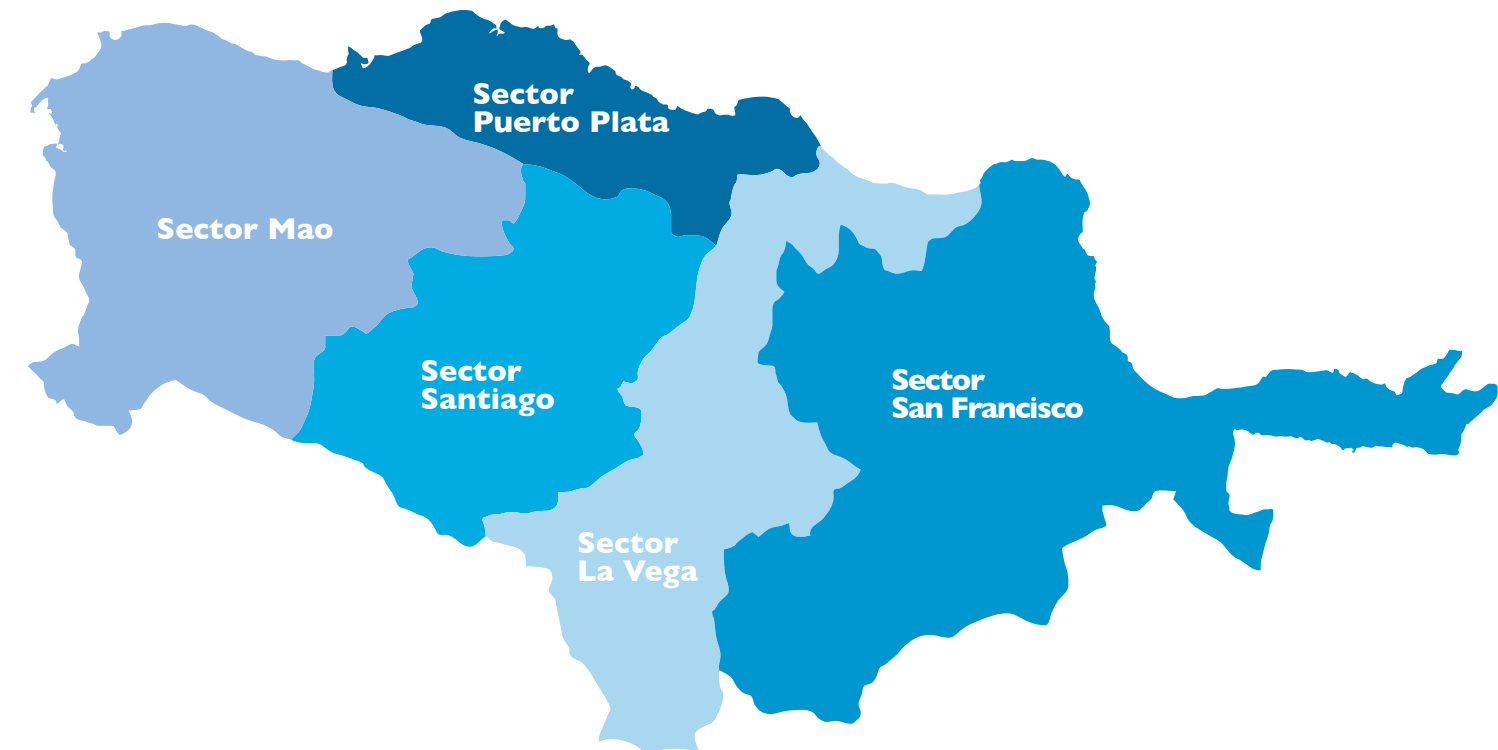 Sector
Puerto Plata
Sector Mao
Sector
Santiago
Sector
San Francisco
Sector
La Vega